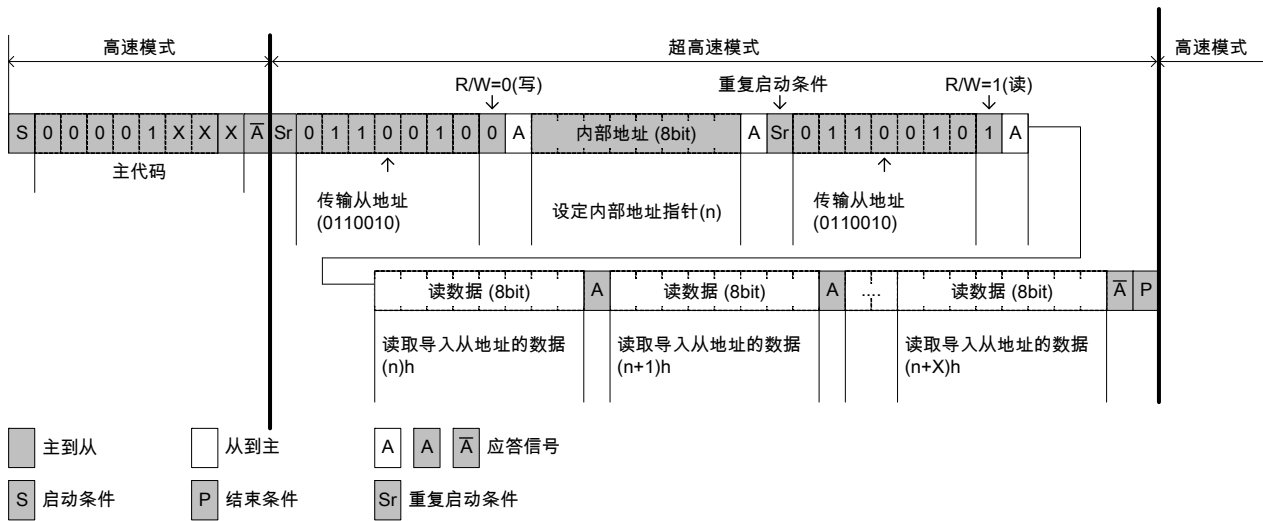 高速模式 超高速模式 高速模式
R/W=0(写) 重复启动条件 R/W=1(读)
S 0 0 0 0 1 X X X A̅ Sr 0 1 1 0 0 1 0 0 A 内部地址 (8bit) A Sr 0 1 1 0 0 1 0 1 A
主代码
传输从地址 设定内部地址指针(n) 传输从地址
(0110010) (0110010)
读数据 (8bit) A 读数据 (8bit) A .... 读数据 (8bit) A̅ P
读取导入从地址的数据 读取导入从地址的数据 读取导入从地址的数据
(n)h (n+1)h (n+X)h
主到从 从到主 A A A̅ 应答信号
S 启动条件 P 结束条件 Sr 重复启动条件